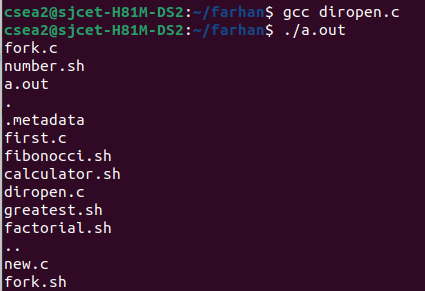 csea2@sjcet-H81M-DS2:~/farhan$ gcc diropen.c
csea2@sjcet-H81M-DS2:~/farhan$ ./a.out
fork.c
number.sh
a.out
.
.metadata
first.c
fibonocci.sh
calculator.sh
diropen.c
greatest.sh
factorial.sh
..
new.c
fork.sh